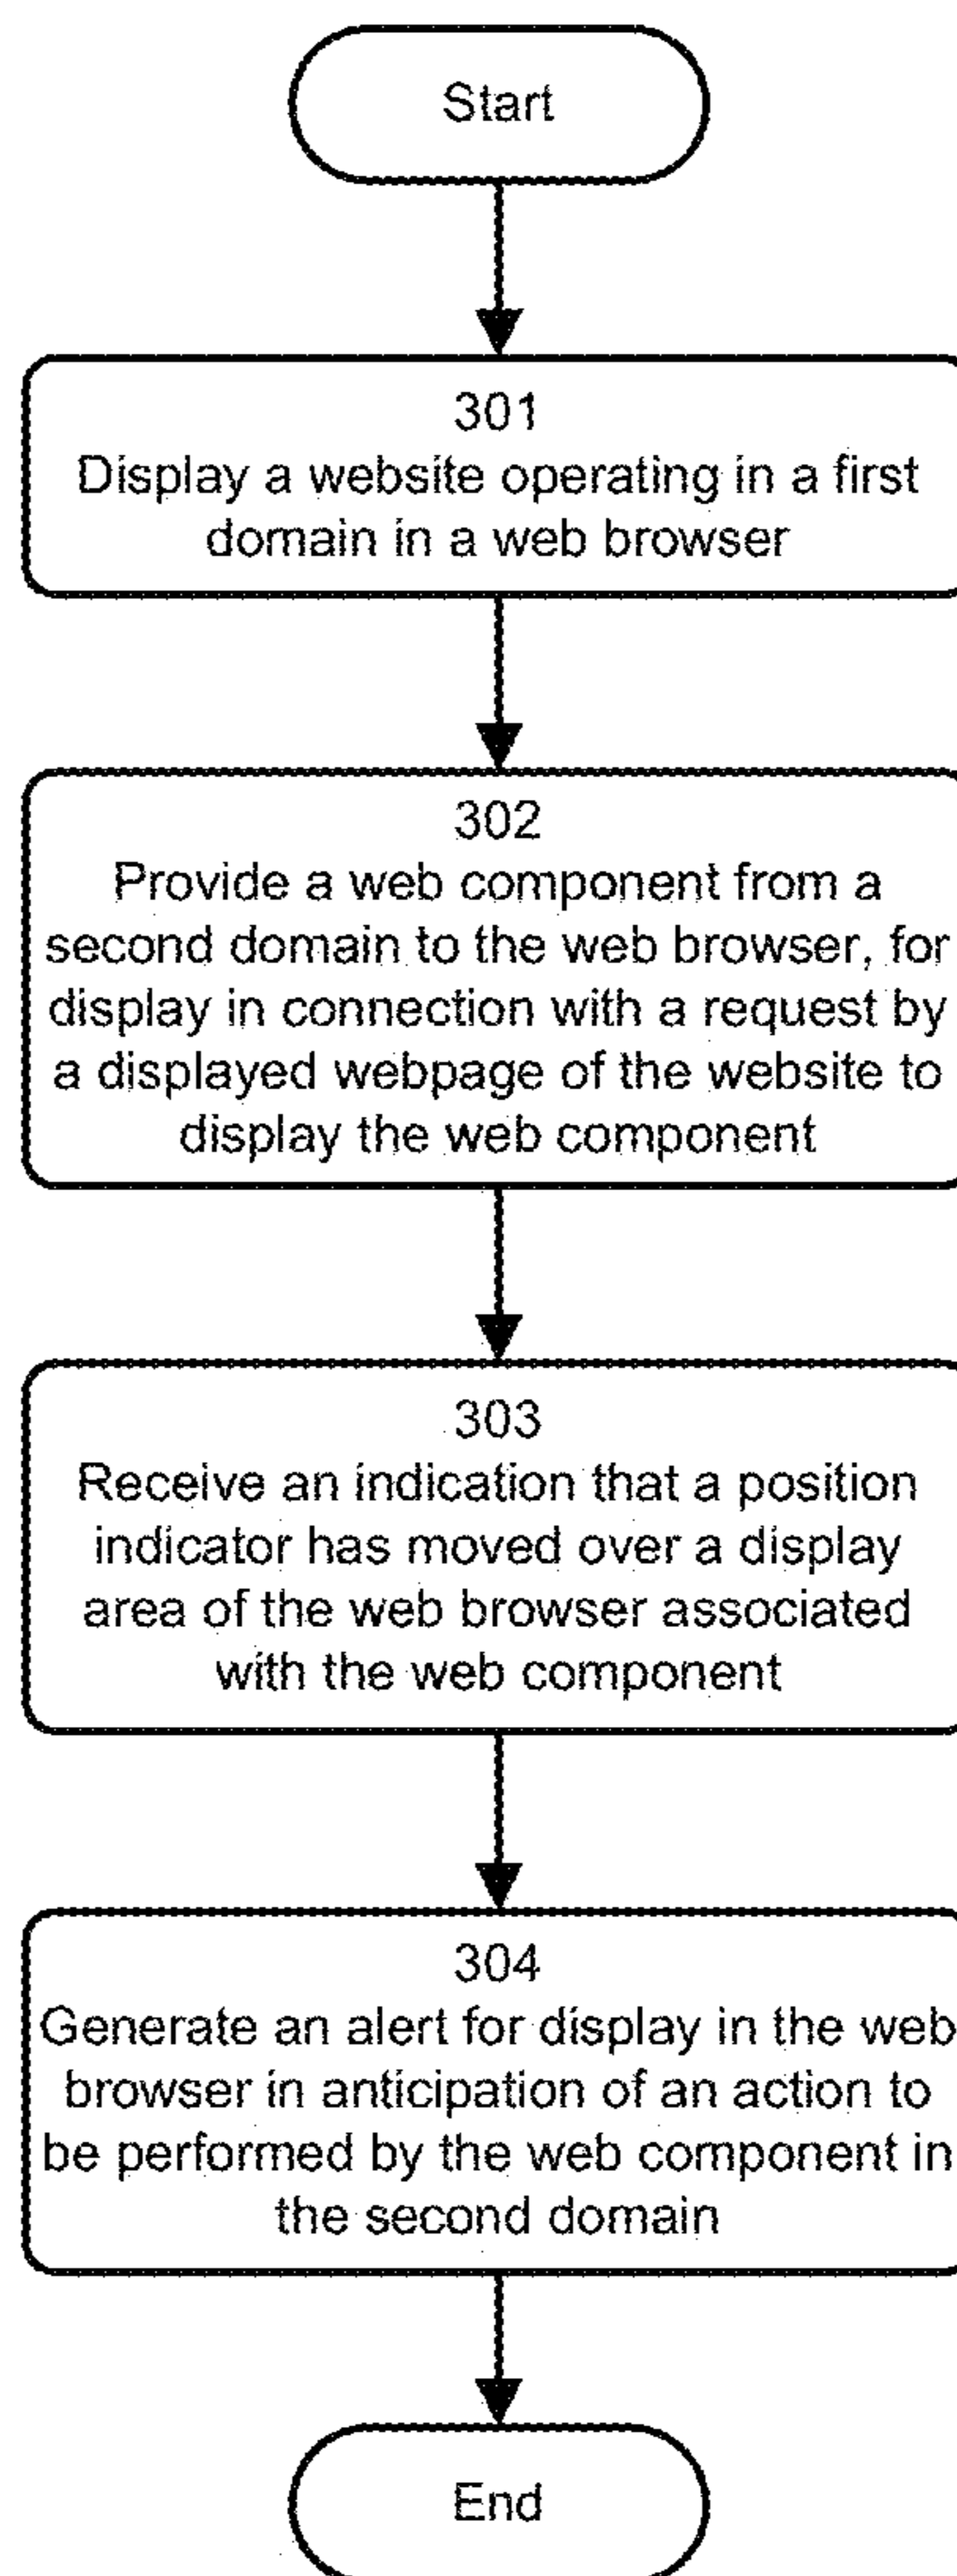 Start
301
Display a website operating in a first
domain in a web browser
302
Provide a web component from a
second domain to the web browser, for
display in connection with a request by
a displayed webpage of the website to
display the web component
303
Receive an indication that a position
indicator has moved over a display
area of the web browser associated
with the web component
304
Generate an alert for display in the web
browser in anticipation of an action to
be performed by the web component in
the second domain
End